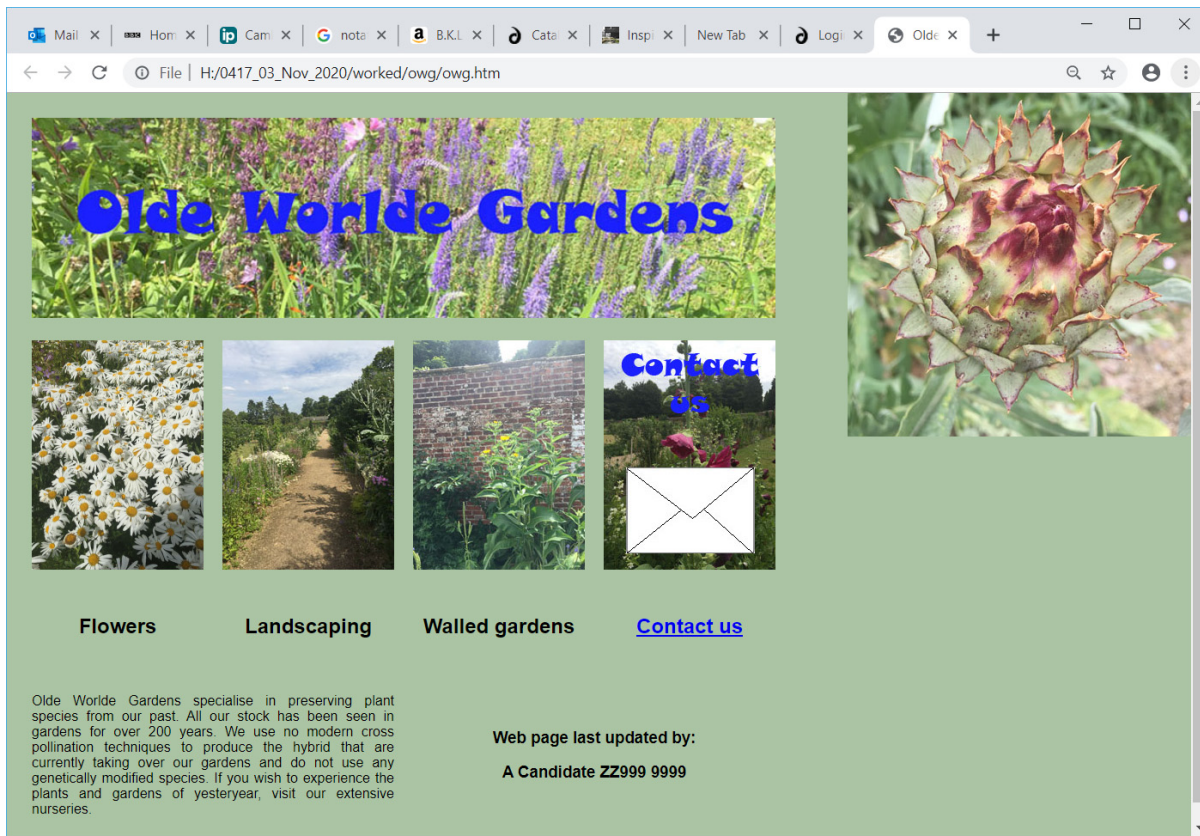 Mail
BBC Hom
ip Cam
G nota
a B.K.L
Cata
Inspi
New Tab
Logi
Olde
File | H:/0417_03_Nov_2020/worked/owg/owg.htm
Olde Worlde Gardens
Contact
us
Flowers
Landscaping
Walled gardens
Contact us
Olde Worlde Gardens specialise in preserving plant
species from our past. All our stock has been seen in
gardens for over 200 years. We use no modern cross
pollination techniques to produce the hybrid that are
currently taking over our gardens and do not use any
genetically modified species. If you wish to experience the
plants and gardens of yesteryear, visit our extensive
nurseries.
Web page last updated by:
A Candidate ZZ999 9999